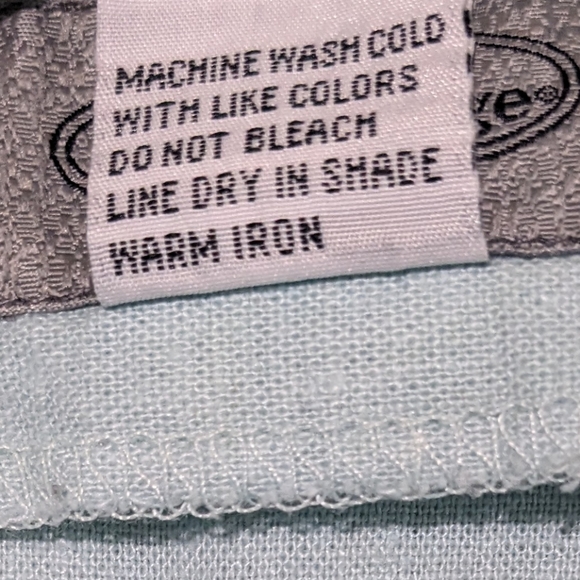 MACHINE WASH COLD
WITH LIKE COLORS
DO NOT BLEACH
LINE DRY IN SHADE
WARM IRON